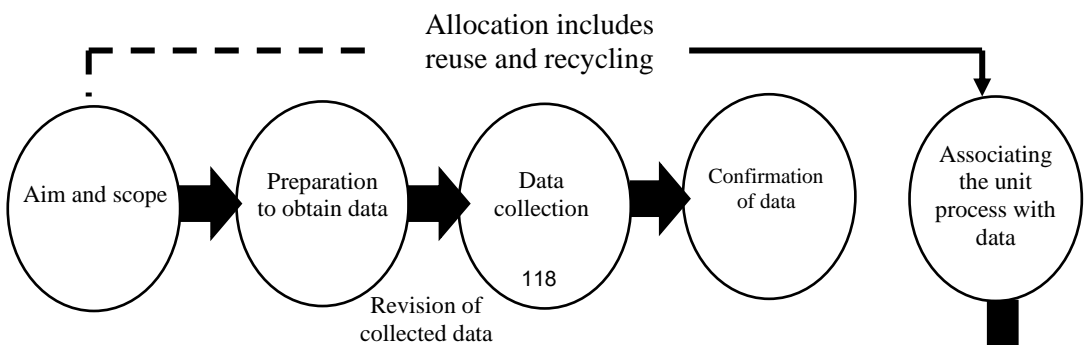 Allocation includes
reuse and recycling
Aim and scope
Preparation
to obtain data
Data
collection
Confirmation
of data
Associating
the unit
process with
data
118
Revision of
collected data